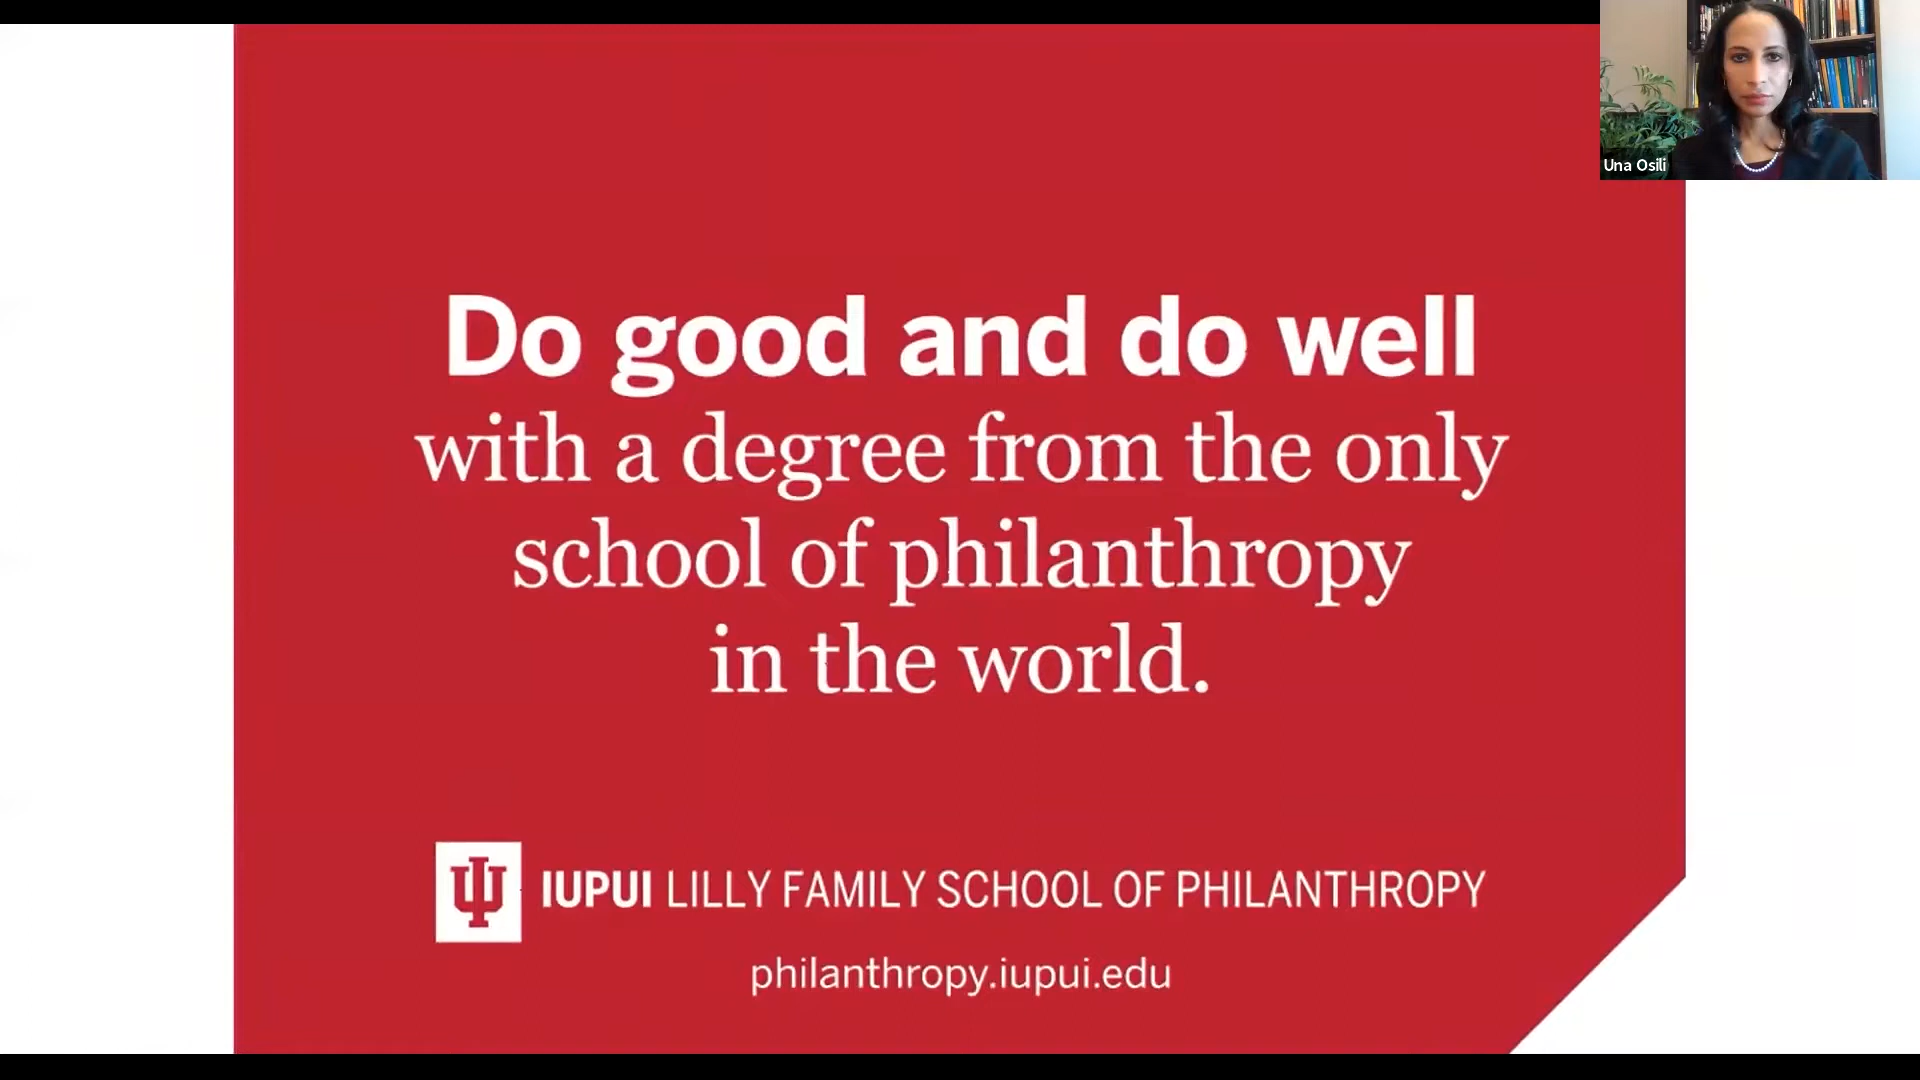 Una Osili
Do good and do well
with a degree from the only
school of philanthropy
in the world.
IUPUI LILLY FAMILY SCHOOL OF PHILANTHROPY
philanthropy.iupui.edu